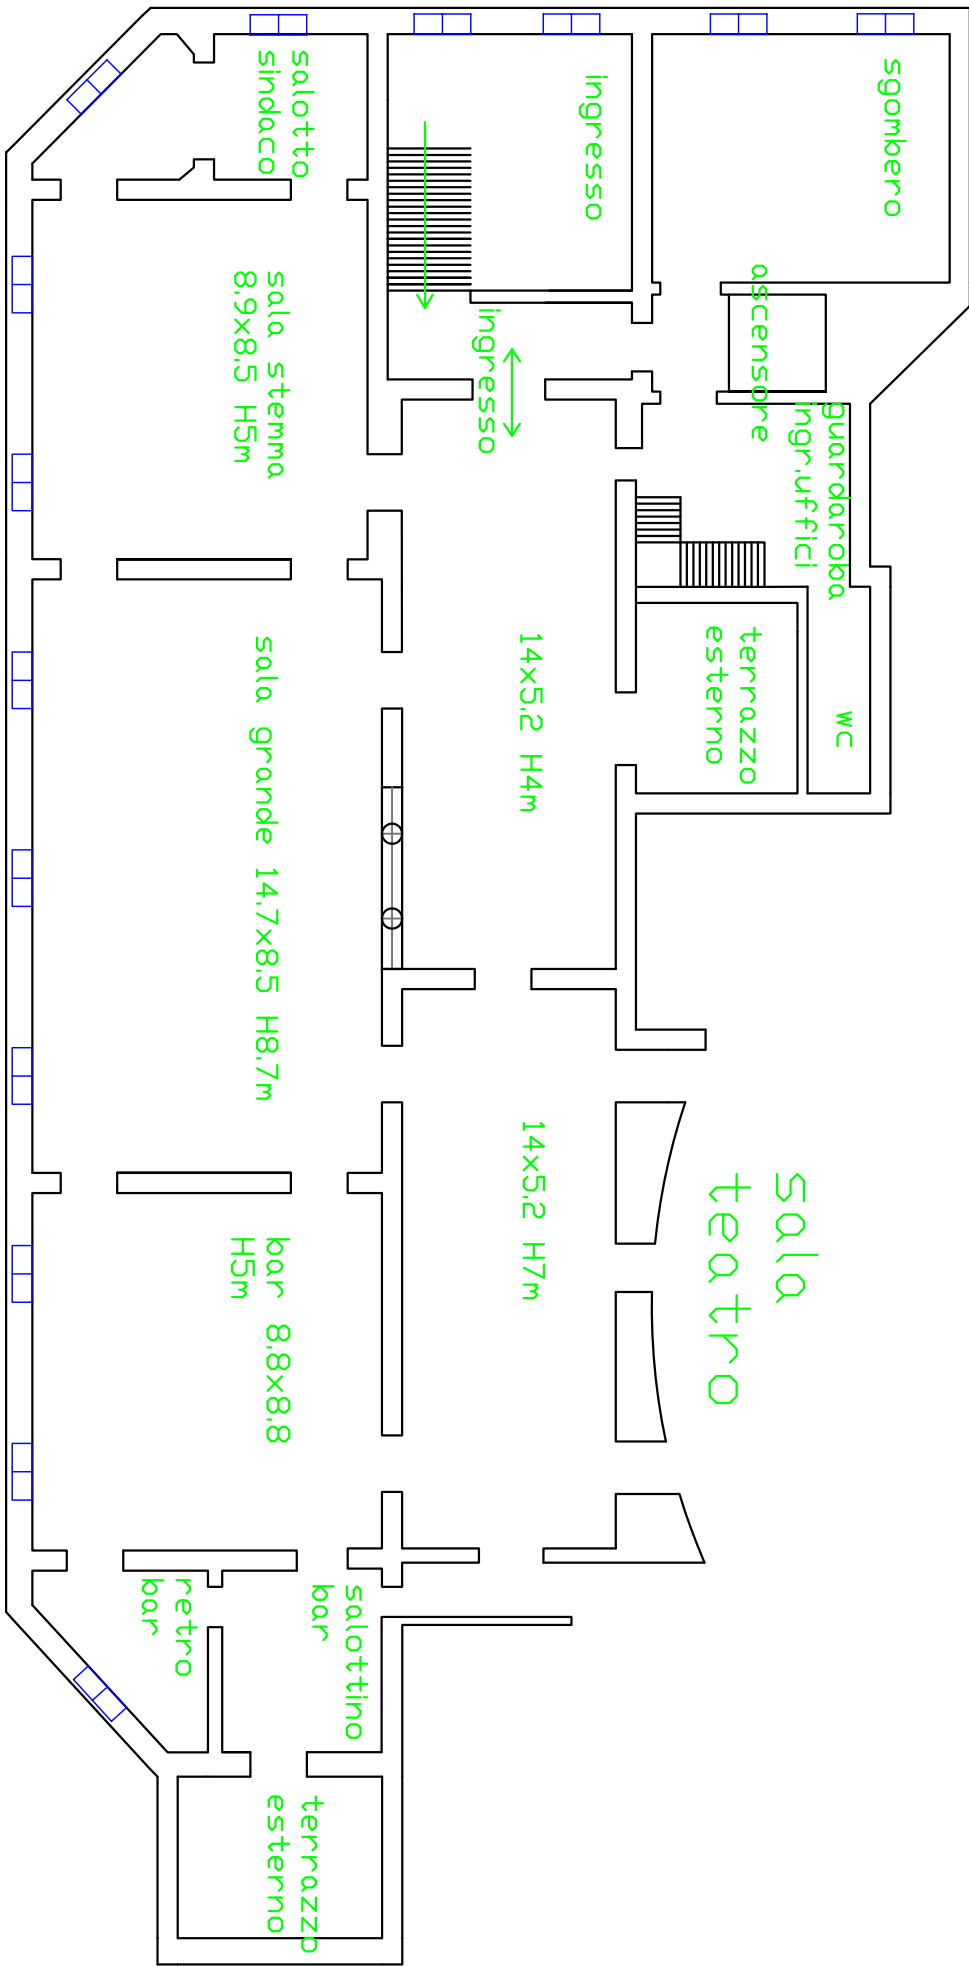 sgombero
ingresso
salotto
sindaco
ascensore
guardaroba
ingr.uffici
ingresso
sala stemma
8.9x8.5 H5m
terrazzo
esterno
wc
14x5.2 H4m
sala grande 14.7x8.5 H8.7m
sala
teatro
14x5.2 H7m
bar 8.8x8.8
H5m
salottino
bar
retro
bar
terrazzo
esterno